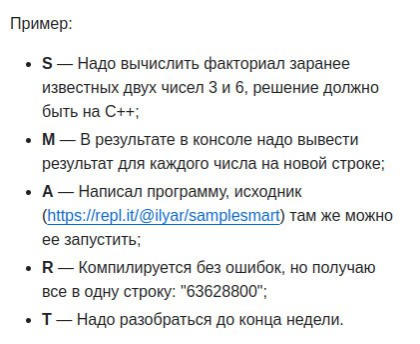 Пример:
• S — Надо вычислить факториал заранее
известных двух чисел 3 и 6, решение должно
быть на C++;
• M — В результате в консоле надо вывести
результат для каждого числа на новой строке;
• A — Написал программу, исходник
(https://repl.it/@ilyar/samplesmart) там же можно
ее запустить;
• R — Компилируется без ошибок, но получаю
все в одну строку: "63628800";
• T — Надо разобраться до конца недели.